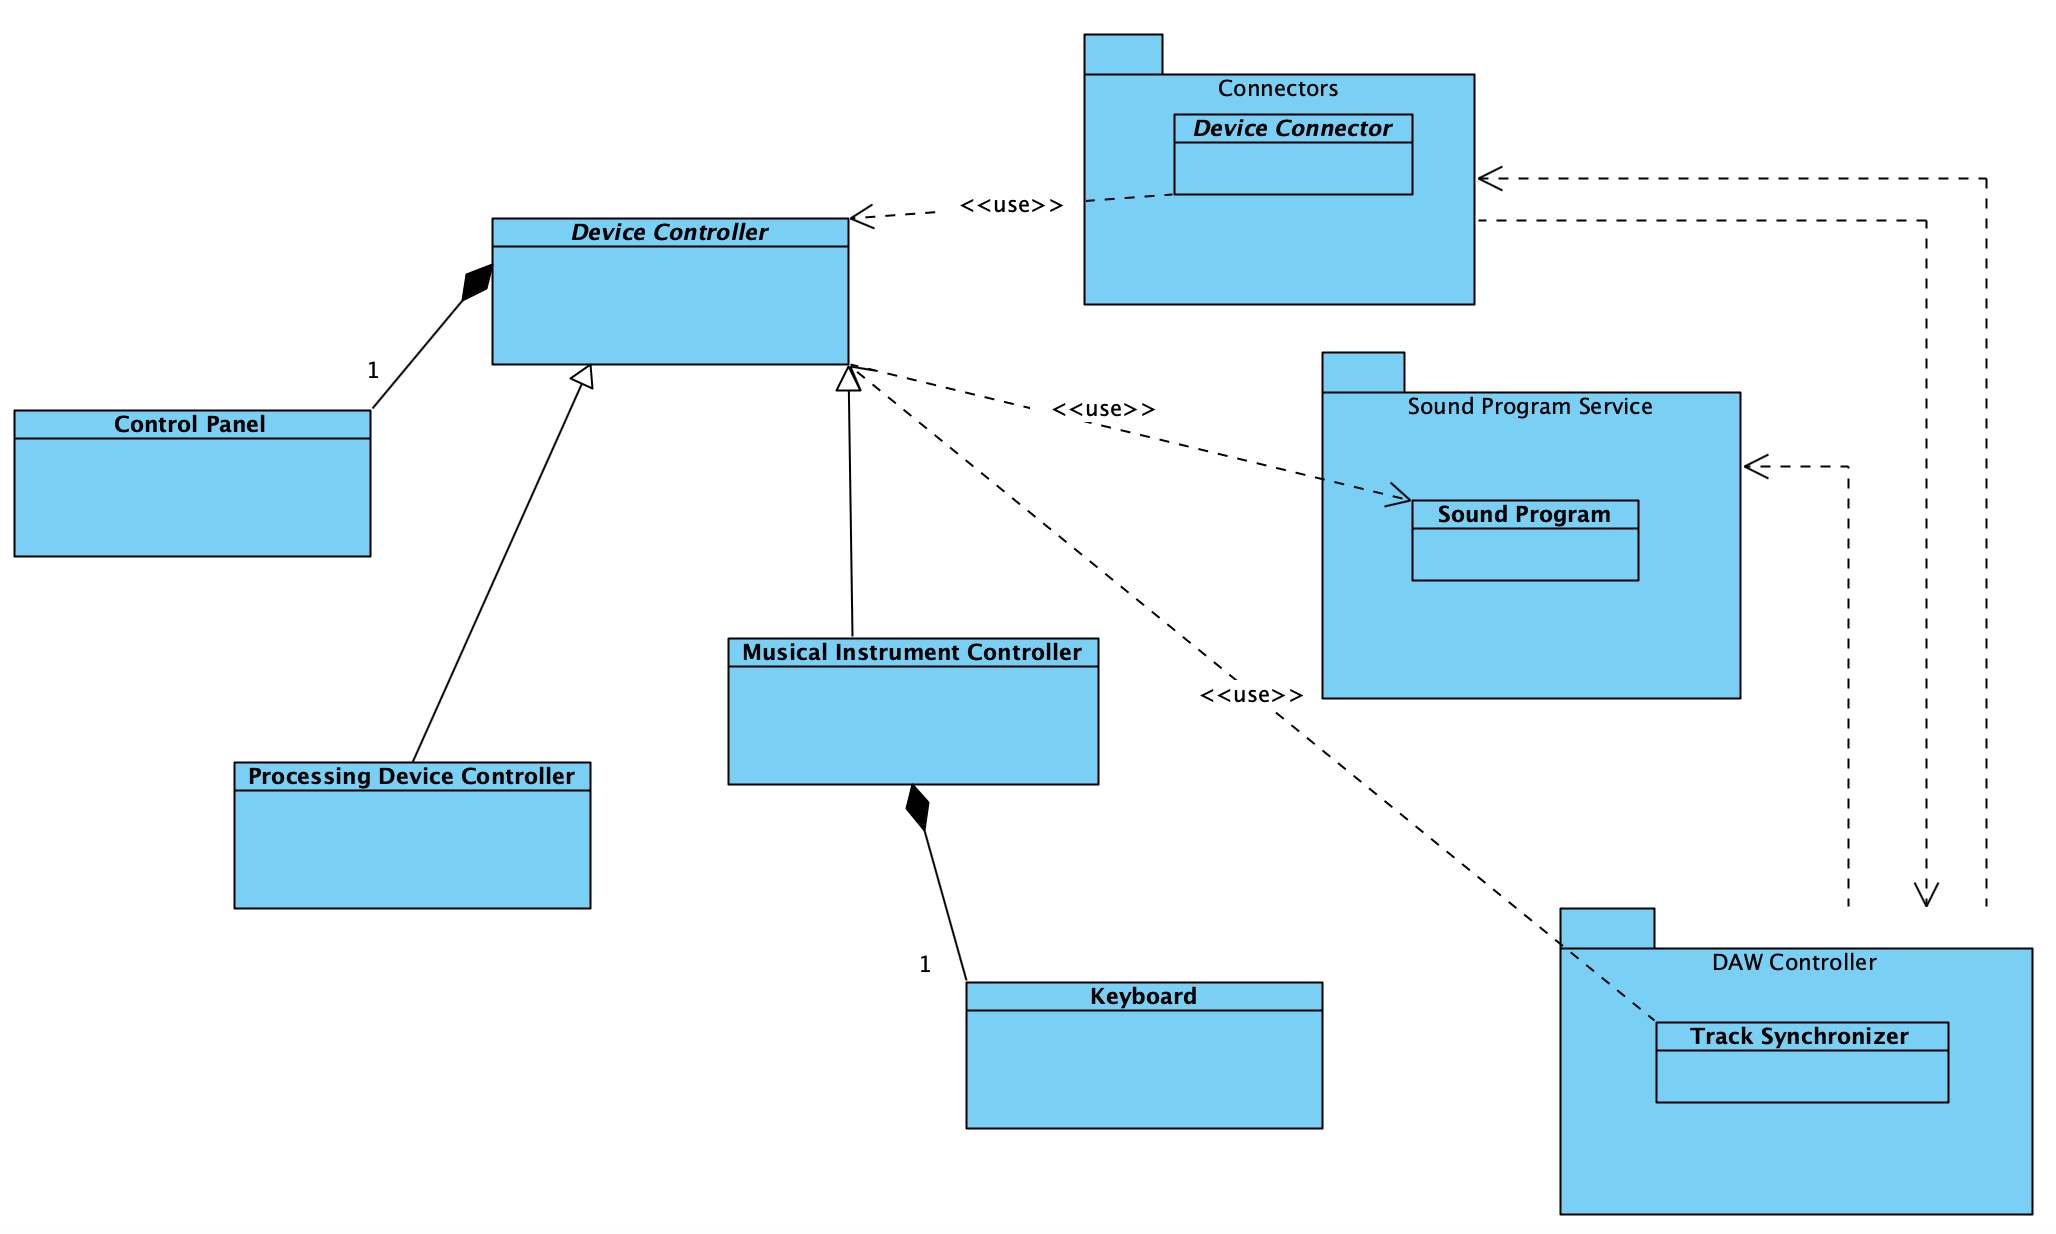 Connectors
Device Connector
<<use>>
Device Controller
1
Control Panel
<<use>>
Sound Program Service
Sound Program
Musical Instrument Controller
<<use>>
Processing Device Controller
1
Keyboard
DAW Controller
Track Synchronizer